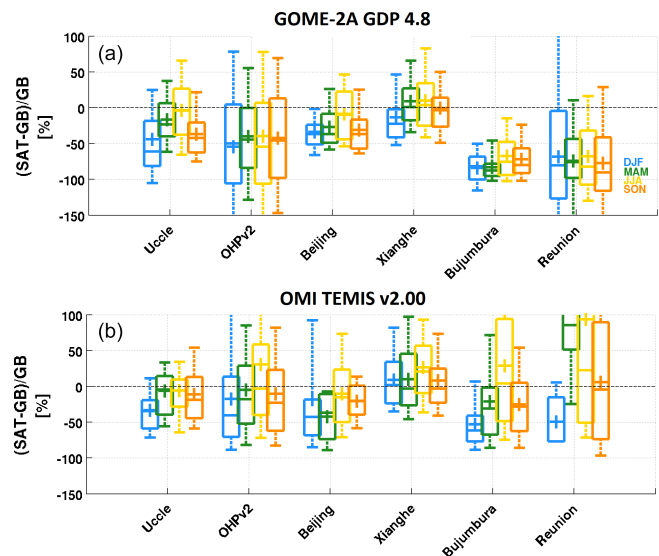 GOME-2A GDP 4.8
(a)
(SAT-GB)/GB
[%]
100
50
0
-50
-100
-150
DJF
MAM
JJA
SON
Uccle
OHPv2
Beijing
Xianghe
Bujumbura
Reunion
OMI TEMIS v2.00
(b)
(SAT-GB)/GB
[%]
100
50
0
-50
-100
-150
Uccle
OHPv2
Beijing
Xianghe
Bujumbura
Reunion